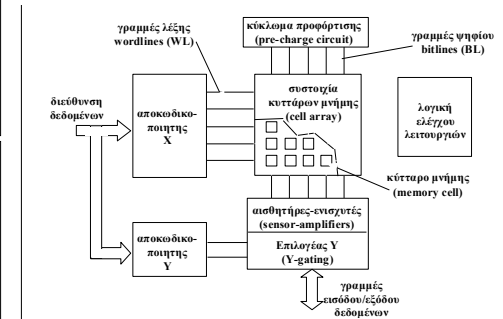 γραμμές λέξης
wordlines (WL)
κύκλωμα προφόρτισης
(pre-charge circuit)
γραμμές ψηφίου
bitlines (BL)
διεύθυνση
δεδομένων
αποκωδικο-
ποιητης
X
συστοιχία
κυττάρων μνήμης
(cell array)
λογική
ελέγχου
λειτουργιών
κύτταρο μνήμης
(memory cell)
αποκωδικο-
ποιητης
Y
αισθητήρες-ενισχυτές
(sensor-amplifiers)
Επιλογέας Y
(Y-gating)
γραμμές
εισόδου/εξόδου
δεδομένων